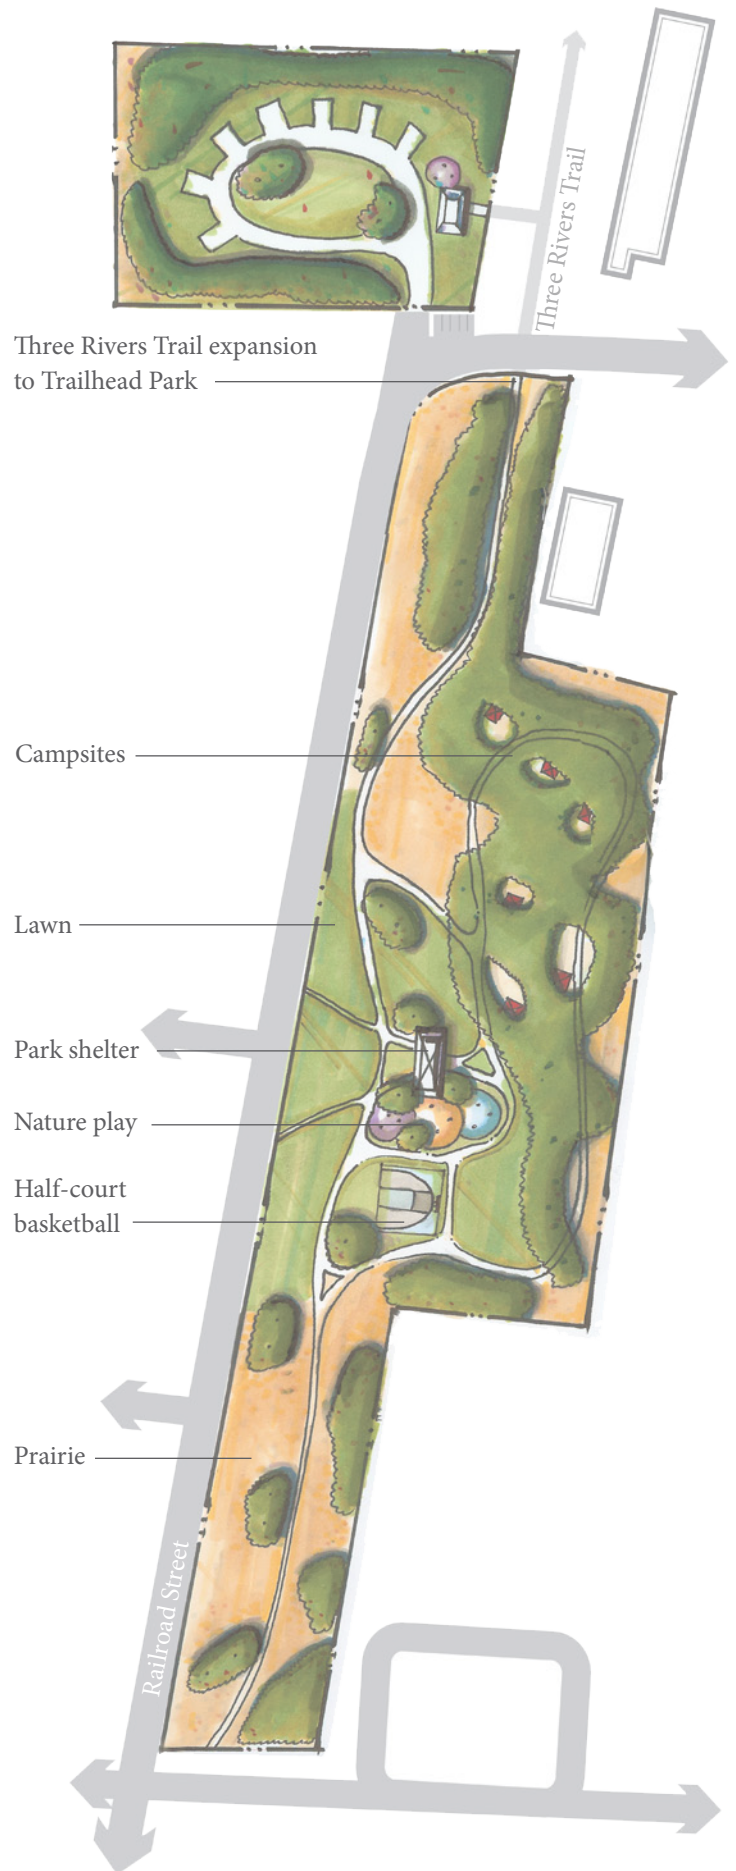 Three Rivers Trail
Three Rivers Trail expansion
to Trailhead Park
Campsites
Lawn
Park shelter
Nature play
Half-court
basketball
Prairie
Railroad Street